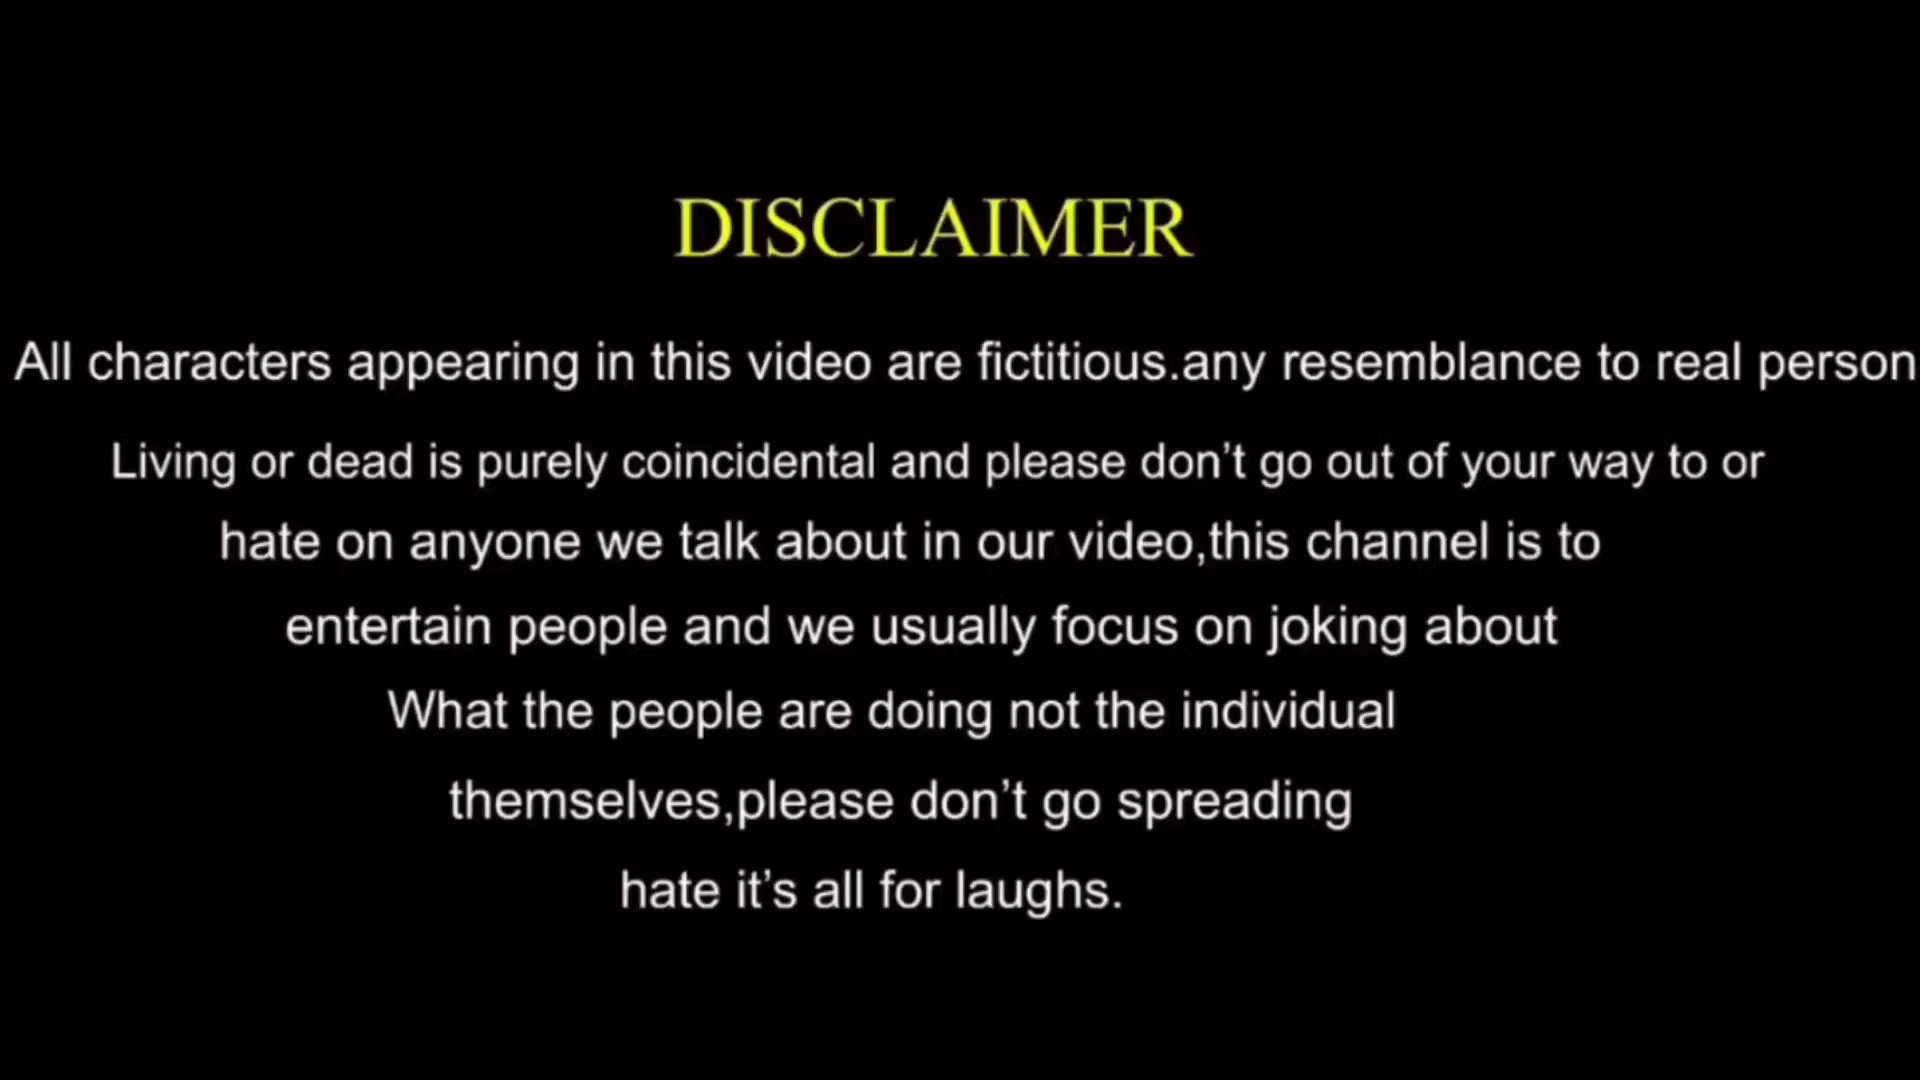 DISCLAIMER
All characters appearing in this video are fictitious.any resemblance to real person
Living or dead is purely coincidental and please don’t go out of your way to or
hate on anyone we talk about in our video,this channel is to
entertain people and we usually focus on joking about
What the people are doing not the individual
themselves,please don’t go spreading
hate it’s all for laughs.